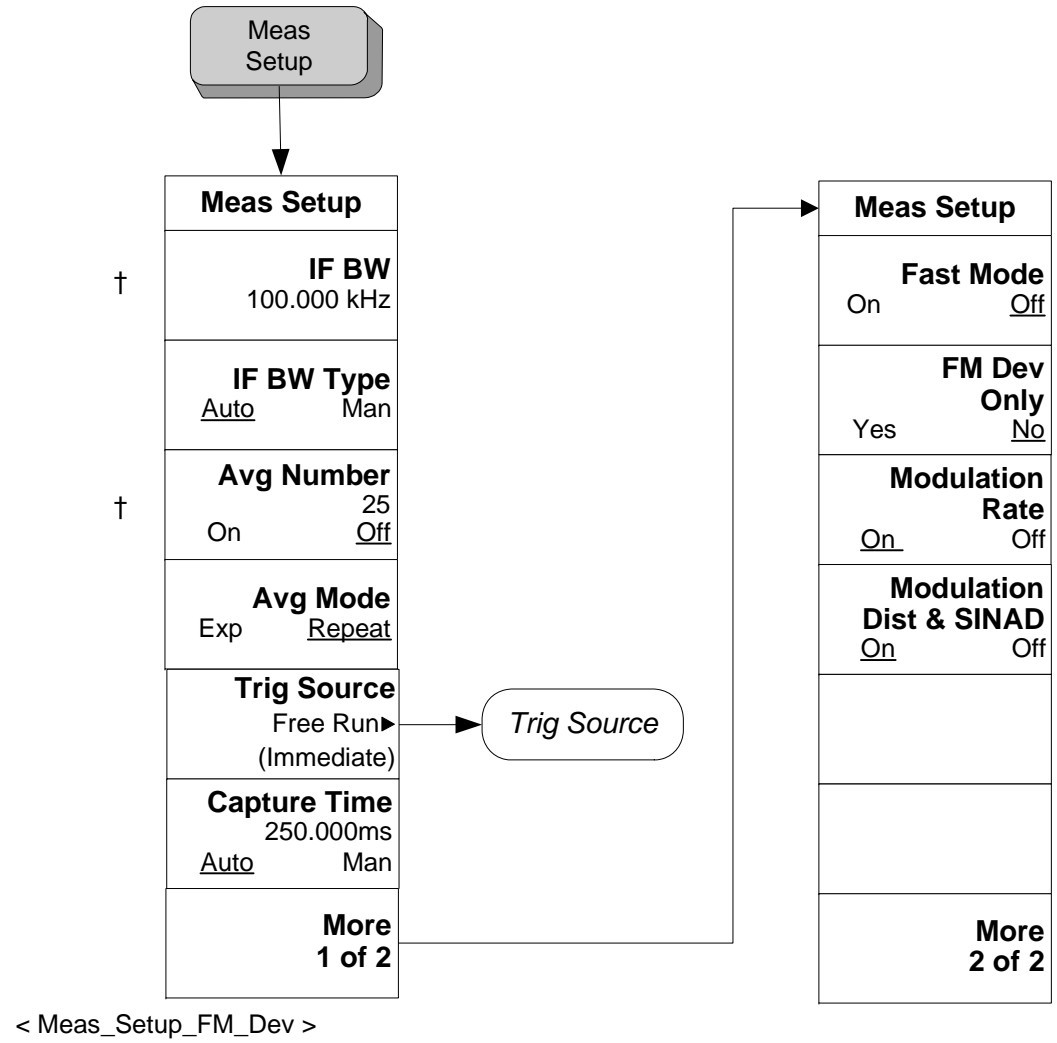 Meas
Setup
Meas Setup
†
IF BW
100.000 kHz
IF BW Type
Auto Man
†
Avg Number
25
On Off
Avg Mode
Exp Repeat
Trig Source
Free Run
(Immediate)
Trig Source
Capture Time
250.000ms
Auto Man
More
1 of 2
Meas Setup
Fast Mode
On Off
FM Dev
Only
Yes No
Modulation
Rate
On Off
Modulation
Dist & SINAD
On Off
More
2 of 2
< Meas_Setup_FM_Dev >